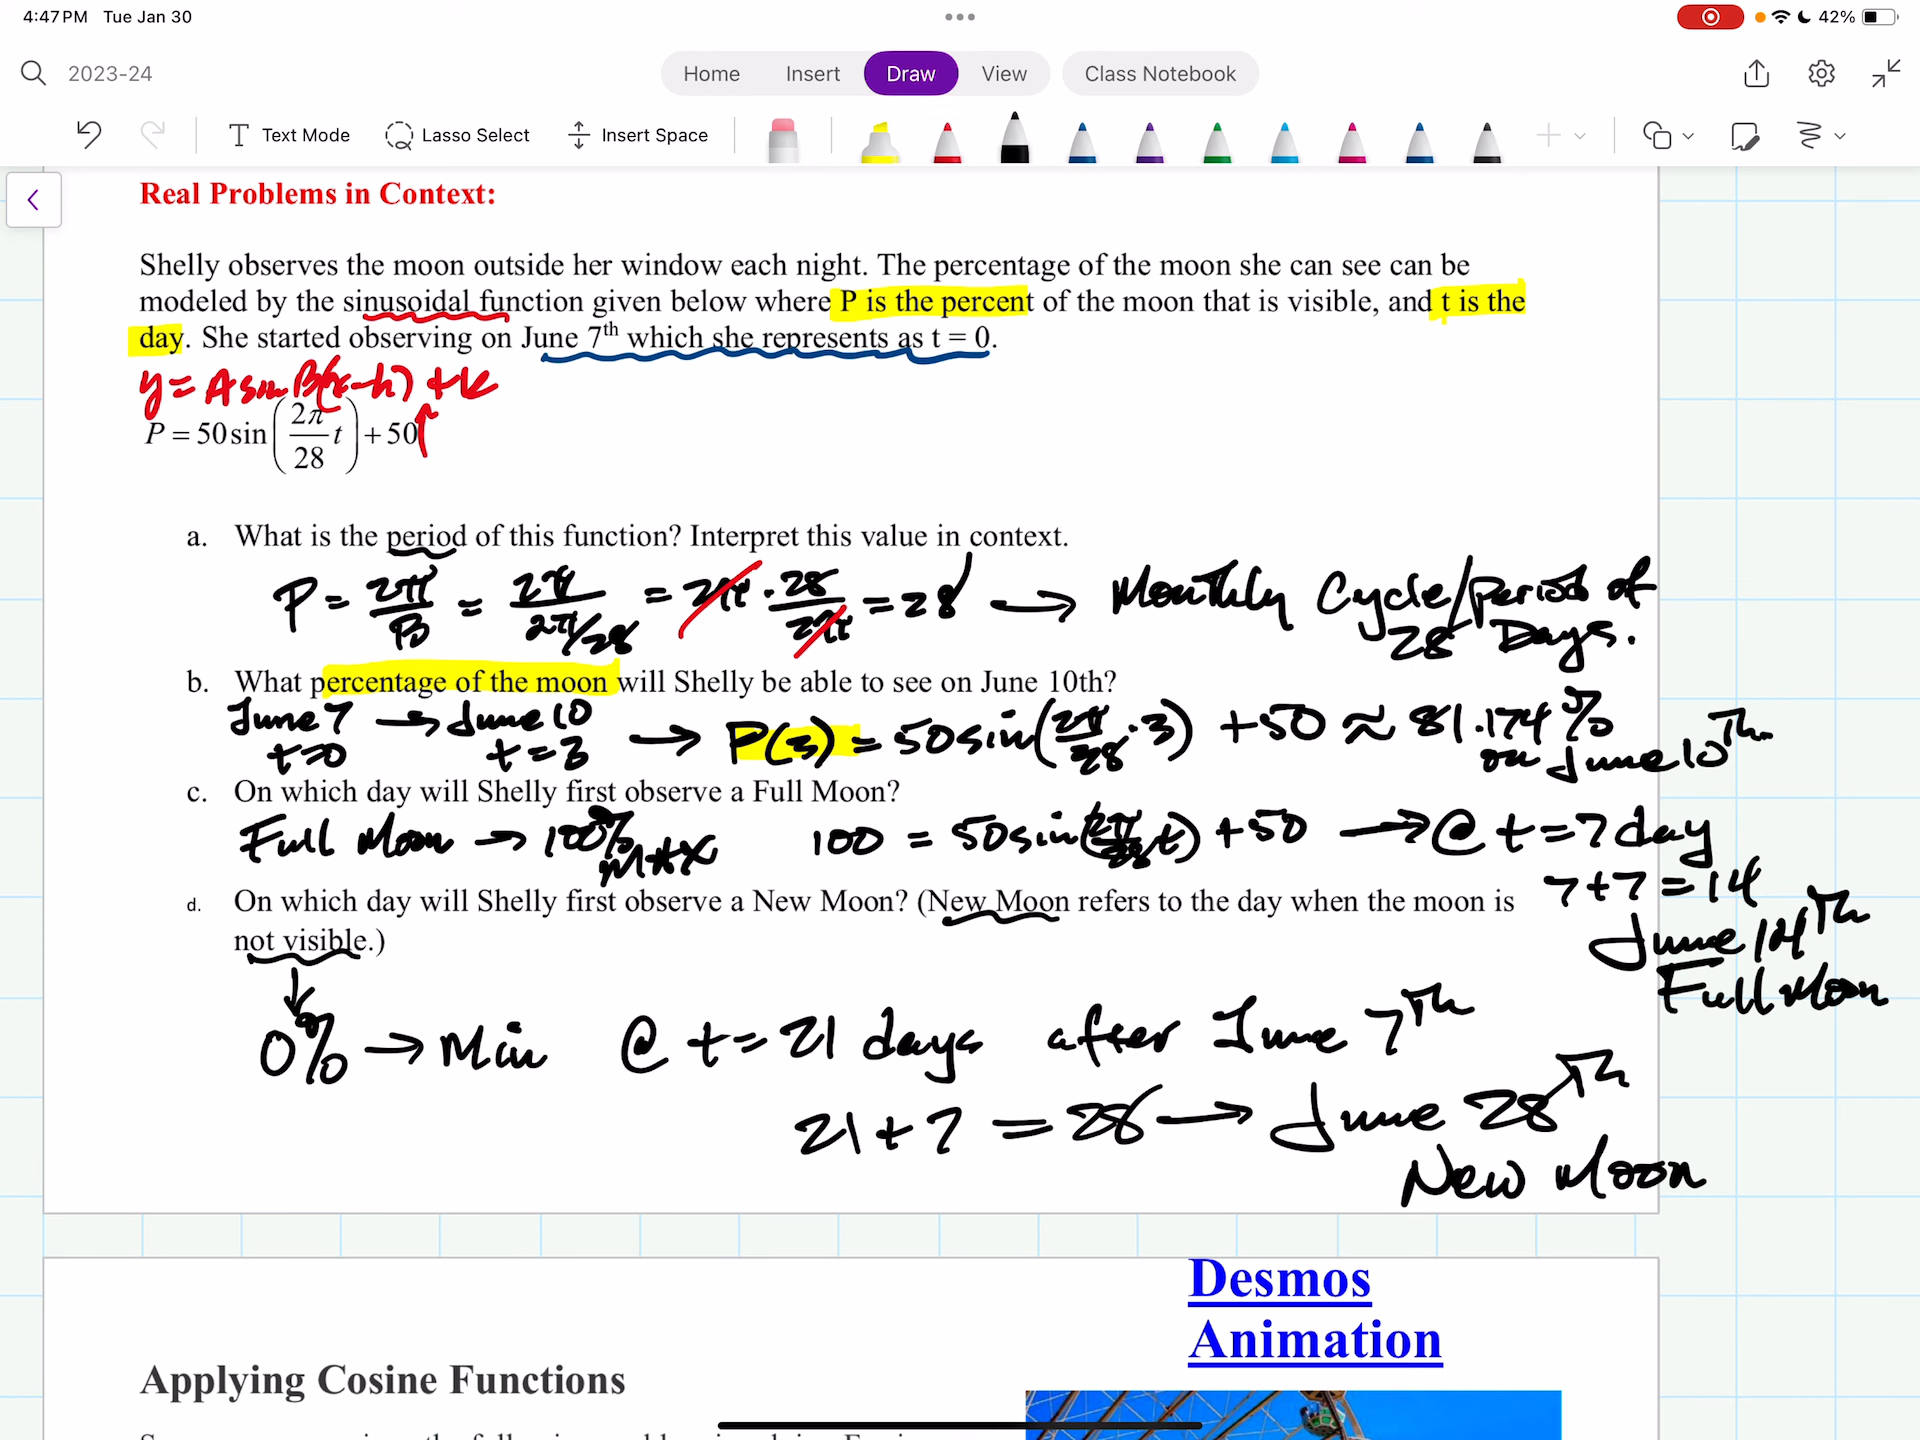 4:47 PM Tue Jan 30
42%
2023-24
Home Insert Draw View Class Notebook
Text Mode Lasso Select Insert Space
Real Problems in Context:
Shelly observes the moon outside her window each night. The percentage of the moon she can see can be
modeled by the sinusoidal function given below where P is the percent of the moon that is visible, and t is the
day. She started observing on June 7th which she represents as t = 0.
y = A sin B(x-h) + k
P = 50 sin(2π/28 t) + 50
a. What is the period of this function? Interpret this value in context.
P = 2π/B = 2π/2π/28 = 2π · 28/2π = 28 → Monthly Cycle/Period of
28 Days.
b. What percentage of the moon will Shelly be able to see on June 10th?
June 7 → June 10
t=0 t=3 → P(3) = 50 sin(2π/28 · 3) + 50 ≈ 81.174%
on June 10th
c. On which day will Shelly first observe a Full Moon?
Full Moon → 100% MAX 100 = 50 sin(2π/28 t) + 50 → @ t = 7 day
7+7 = 14
June 14th
Full Moon
d. On which day will Shelly first observe a New Moon? (New Moon refers to the day when the moon is
not visible.)
↓
0% → Min @ t = 21 days after June 7th
21 + 7 = 28 → June 28th
New Moon
Desmos
Animation
Applying Cosine Functions